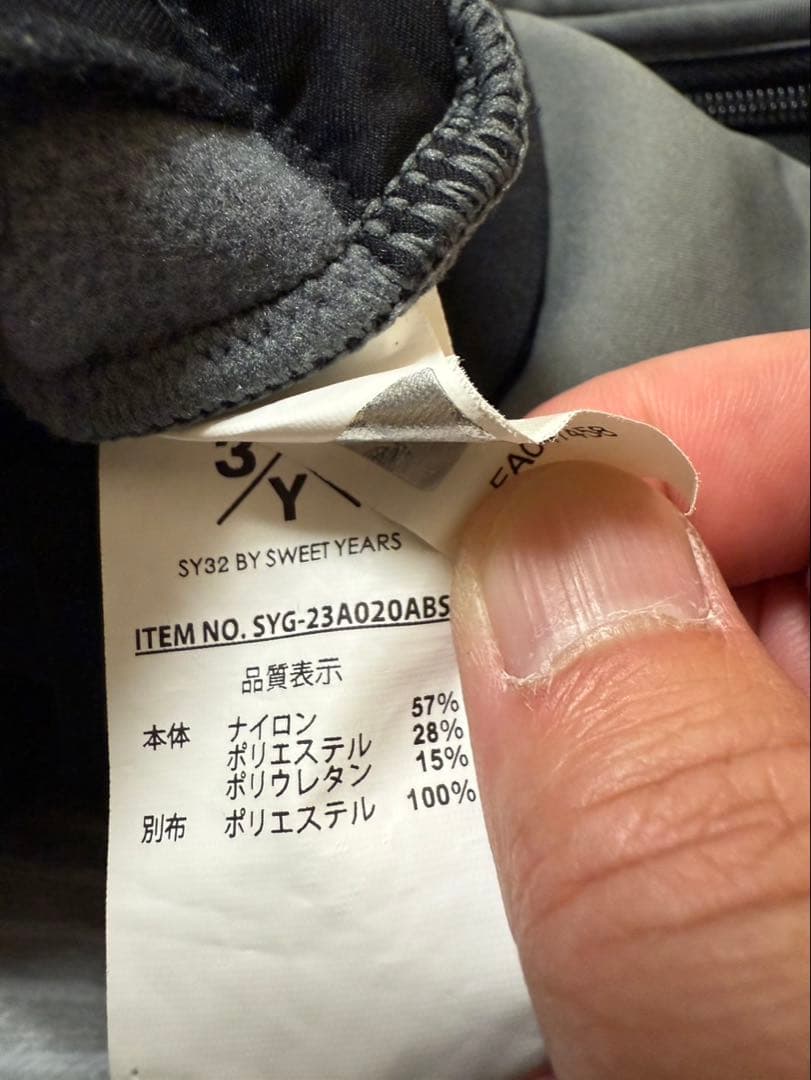 3/Y
SY32 BY SWEET YEARS
ITEM NO. SYG-23A020ABS
品質表示
本体 ナイロン 57%
ポリエステル 28%
ポリウレタン 15%
別布 ポリエステル 100%